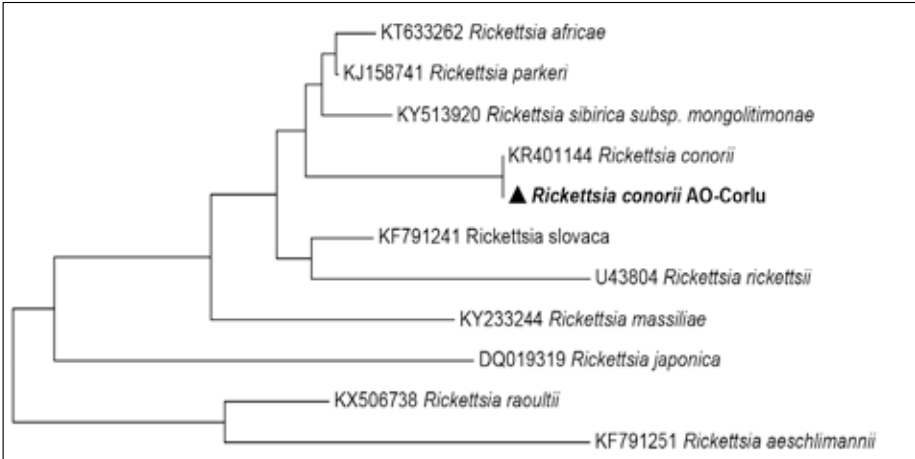 KT633262 Rickettsia africae
KJ158741 Rickettsia parkeri
KY513920 Rickettsia sibirica subsp. mongolitimonae
KR401144 Rickettsia conorii
▲ Rickettsia conorii AO-Corlu
KF791241 Rickettsia slovaca
U43804 Rickettsia rickettsii
KY233244 Rickettsia massiliae
DQ019319 Rickettsia japonica
KX506738 Rickettsia raoultii
KF791251 Rickettsia aeschlimannii